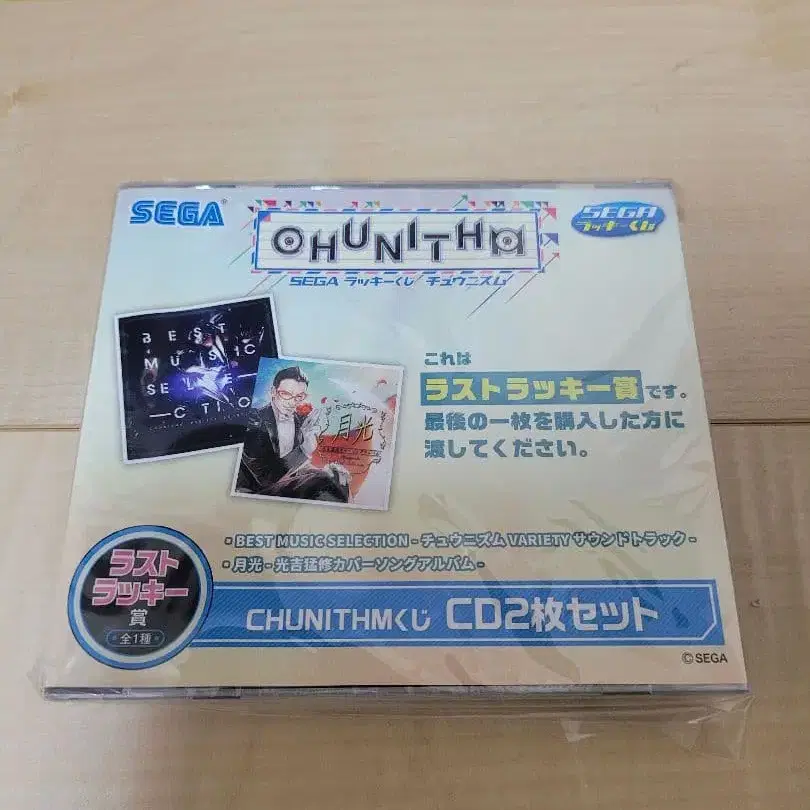 SEGA
CHUNITHM
SEGA ラッキーくじ
SEGA ラッキーくじ チュウニズム
BEST
MUSIC
SELE
CTIO
月光
これは
ラストラッキー賞です。
最後の一枚を購入した方に
渡してください。
- BEST MUSIC SELECTION - チュウニズム VARIETY サウンドトラック -
- 月光 - 光吉猛修カバーソングアルバム -
ラスト
ラッキー
賞
全1種
CHUNITHMくじ CD2枚セット
©SEGA